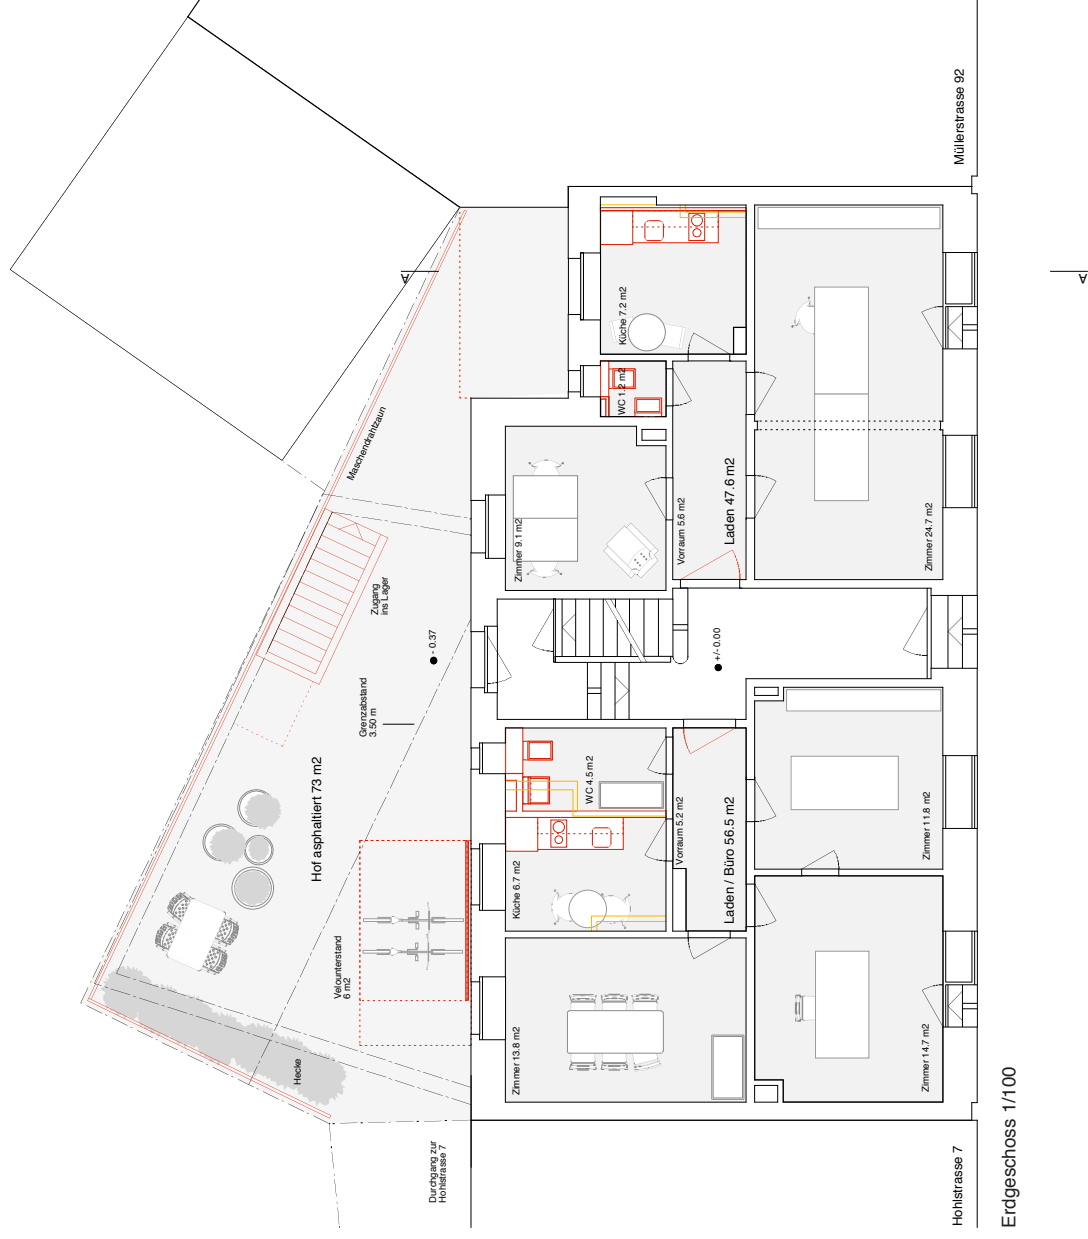 Müllerstrasse 92
A
A
Maschendrahtzaun
Küche 7.2 m2
WC 1.2 m2
Zimmer 9.1 m2
Vorraum 5.6 m2
Laden 47.6 m2
Zimmer 24.7 m2
Zugang
ins Lager
- 0.37
+/- 0.00
Grenzabstand
3.50 m
Hof asphaltiert 73 m2
WC 4.5 m2
Küche 6.7 m2
Vorraum 5.2 m2
Laden / Büro 56.5 m2
Zimmer 11.8 m2
Velounterstand
6 m2
Zimmer 13.8 m2
Zimmer 14.7 m2
Hecke
Durchgang zur
Hohlstrasse 7
Hohlstrasse 7
Erdgeschoss 1/100